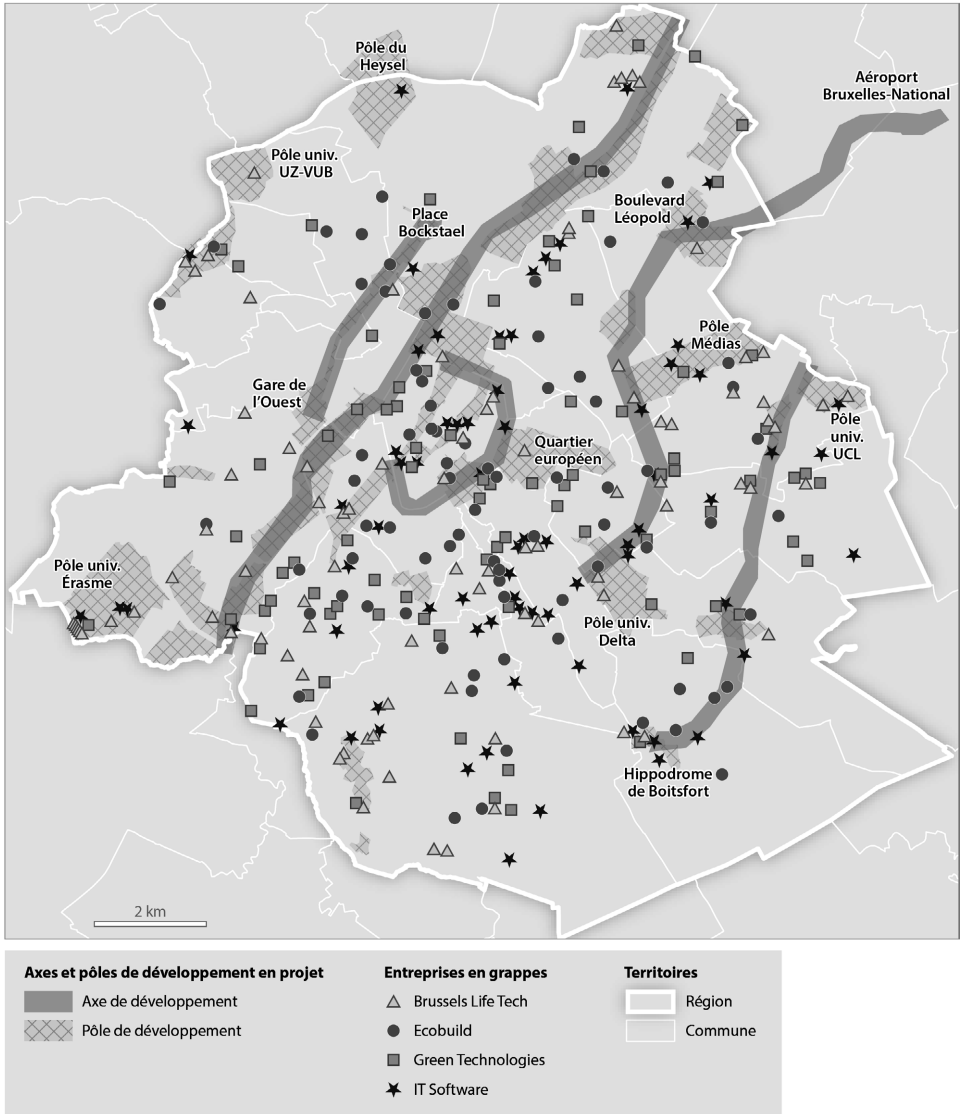 Pôle du
Heysel
Aéroport
Bruxelles-National
Pôle univ.
UZ-VUB
Place
Bockstael
Boulevard
Léopold
Pôle
Médias
Gare de
l'Ouest
Pôle
univ.
UCL
Quartier
européen
Pôle univ.
Érasme
Pôle univ.
Delta
Hippodrome
de Boitsfort
2 km
Axes et pôles de développement en projet
Axe de développement
Pôle de développement
Entreprises en grappes
Brussels Life Tech
Ecobuild
Green Technologies
IT Software
Territoires
Région
Commune